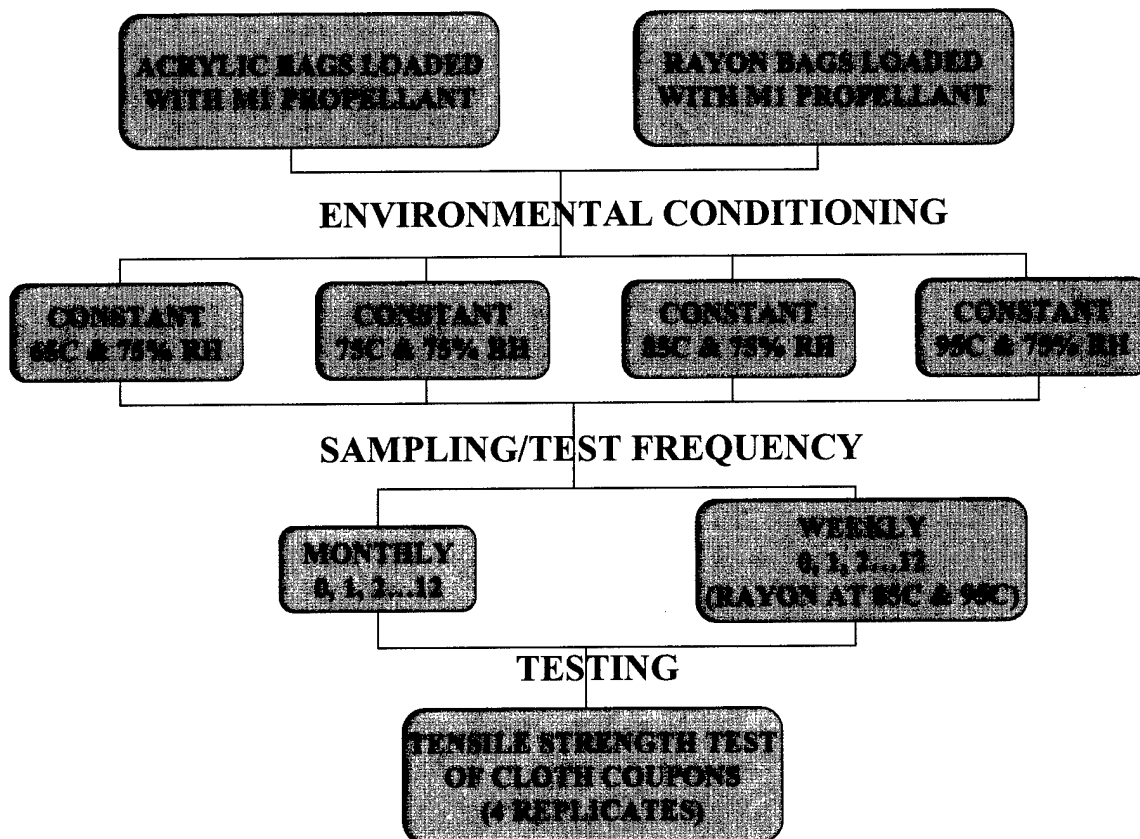 ACRYLIC BAGS LOADED
WITH M1 PROPELLANT
RAYON BAGS LOADED
WITH M1 PROPELLANT
ENVIRONMENTAL CONDITIONING
CONSTANT
65C & 75% RH
CONSTANT
75C & 75% RH
CONSTANT
85C & 75% RH
CONSTANT
95C & 75% RH
SAMPLING/TEST FREQUENCY
MONTHLY
0, 1, 2...12
WEEKLY
0, 1, 2...12
(RAYON AT 85C & 95C)
TESTING
TENSILE STRENGTH TEST
OF CLOTH COUPONS
(4 REPLICATES)